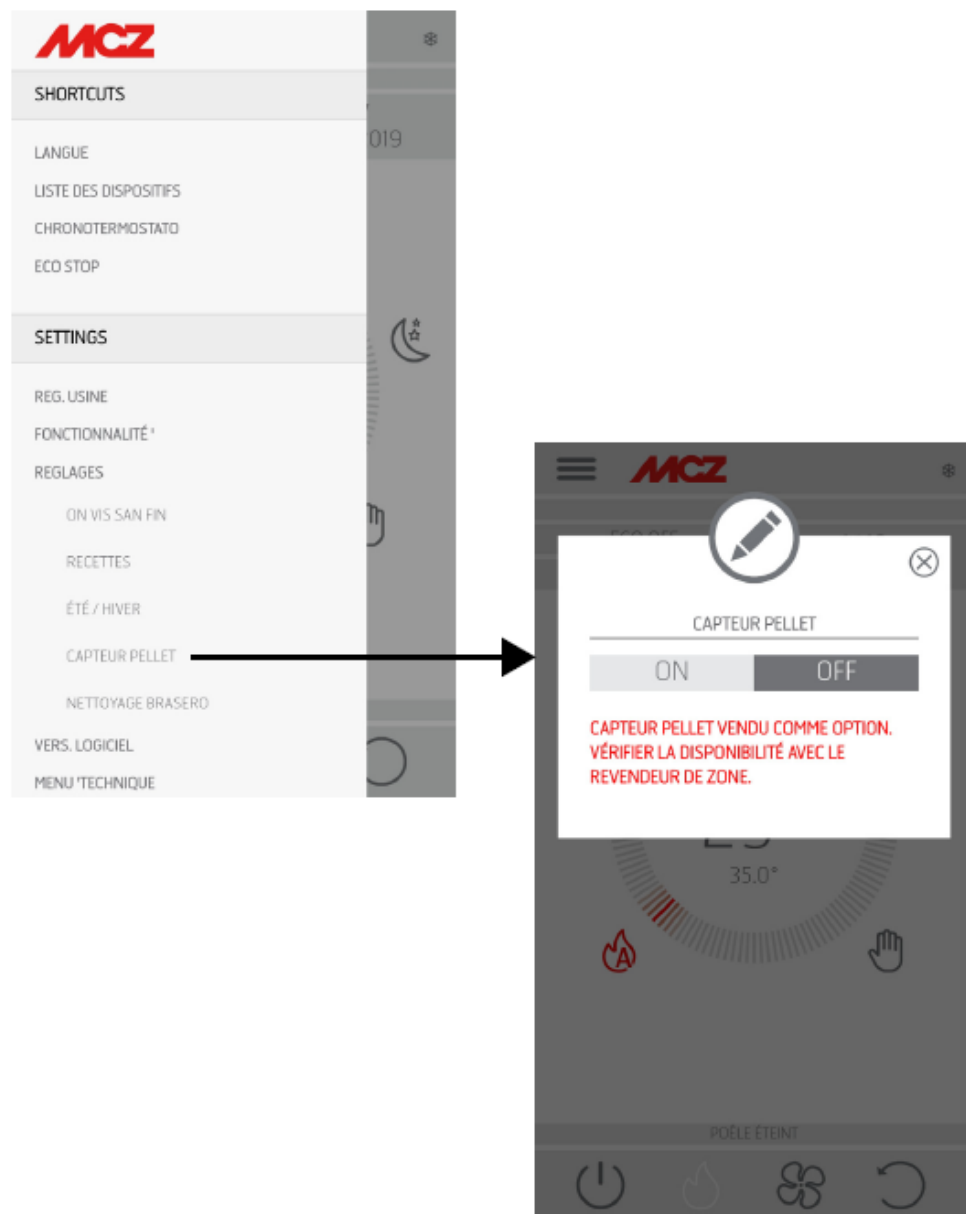 MCZ
SHORTCUTS
019
LANGUE
LISTE DES DISPOSITIFS
CHRONOTERMOSTATO
ECO STOP
SETTINGS
REG. USINE
FONCTIONNALITÉ '
REGLAGES
ON VIS SAN FIN
RECETTES
ÉTÉ / HIVER
CAPTEUR PELLET
NETTOYAGE BRASERO
VERS. LOGICIEL
MENU 'TECHNIQUE
MCZ
CAPTEUR PELLET
ON OFF
CAPTEUR PELLET VENDU COMME OPTION.
VÉRIFIER LA DISPONIBILITÉ AVEC LE
REVENDEUR DE ZONE.
35.0°
A
POÊLE ÉTEINT